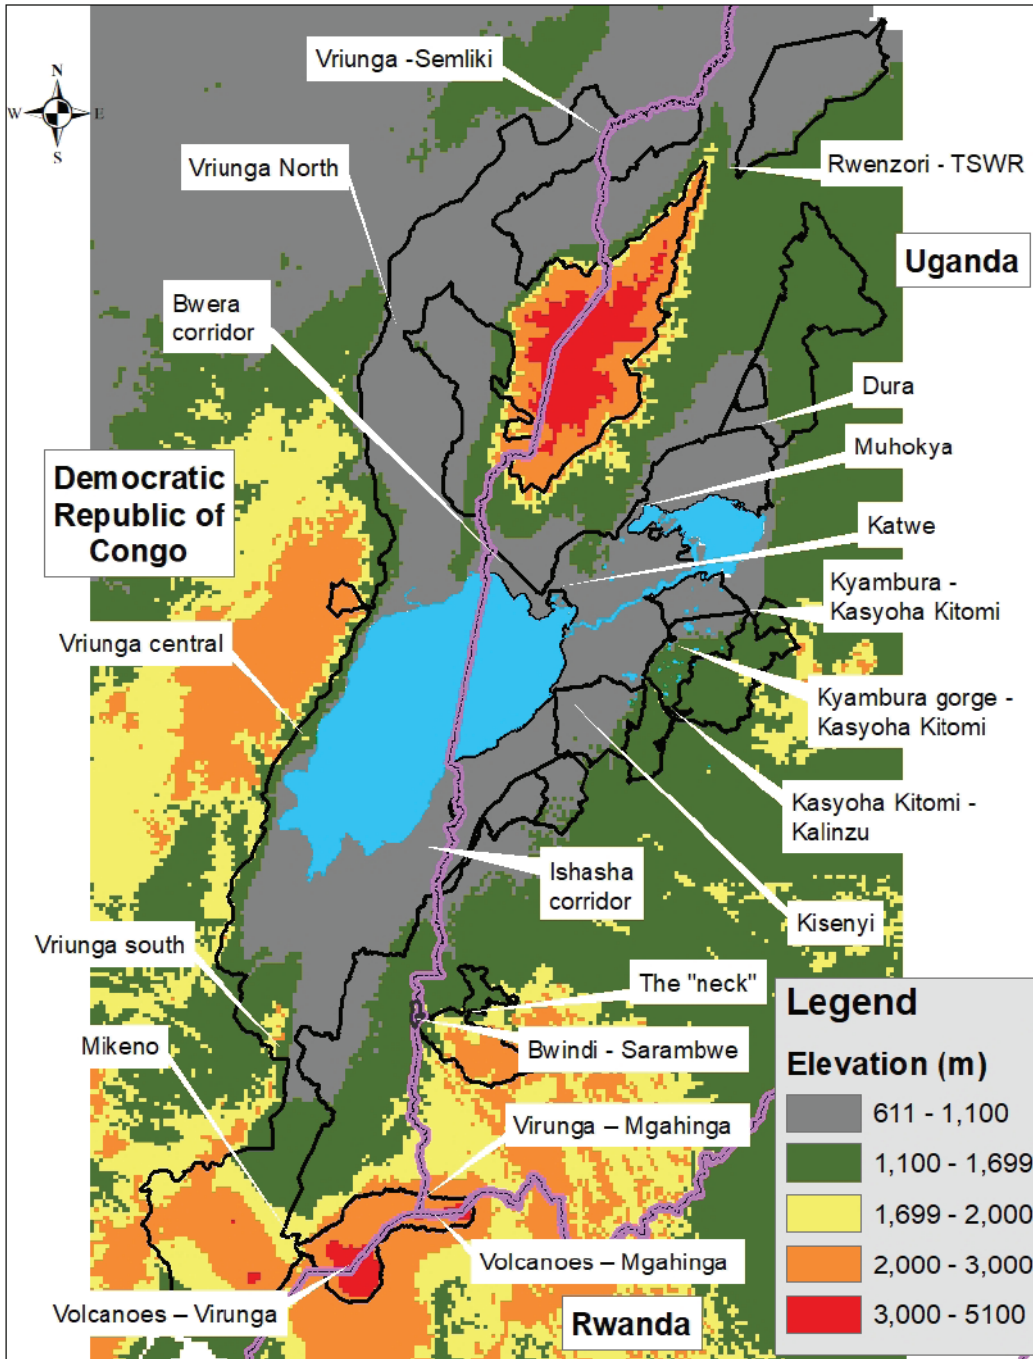 Vriunga -Semliki
N
W
E
S
Vriunga North
Rwenzori - TSWR
Uganda
Bwera
corridor
Dura
Muhokya
Democratic
Republic of
Congo
Katwe
Kyambura -
Kasyoha Kitomi
Vriunga central
Kyambura gorge -
Kasyoha Kitomi
Kasyoha Kitomi -
Kalinzu
Ishasha
corridor
Kisenyi
Vriunga south
The "neck"
Mikeno
Bwindi - Sarambwe
Virunga – Mgahinga
Volcanoes – Mgahinga
Volcanoes – Virunga
Rwanda
Legend
Elevation (m)
611 - 1,100
1,100 - 1,699
1,699 - 2,000
2,000 - 3,000
3,000 - 5100